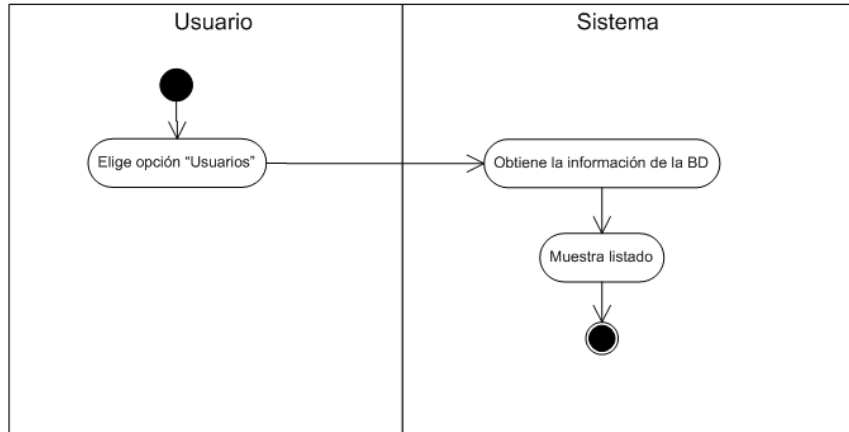 Usuario
Sistema
Elige opción “Usuarios”
Obtiene la información de la BD
Muestra listado